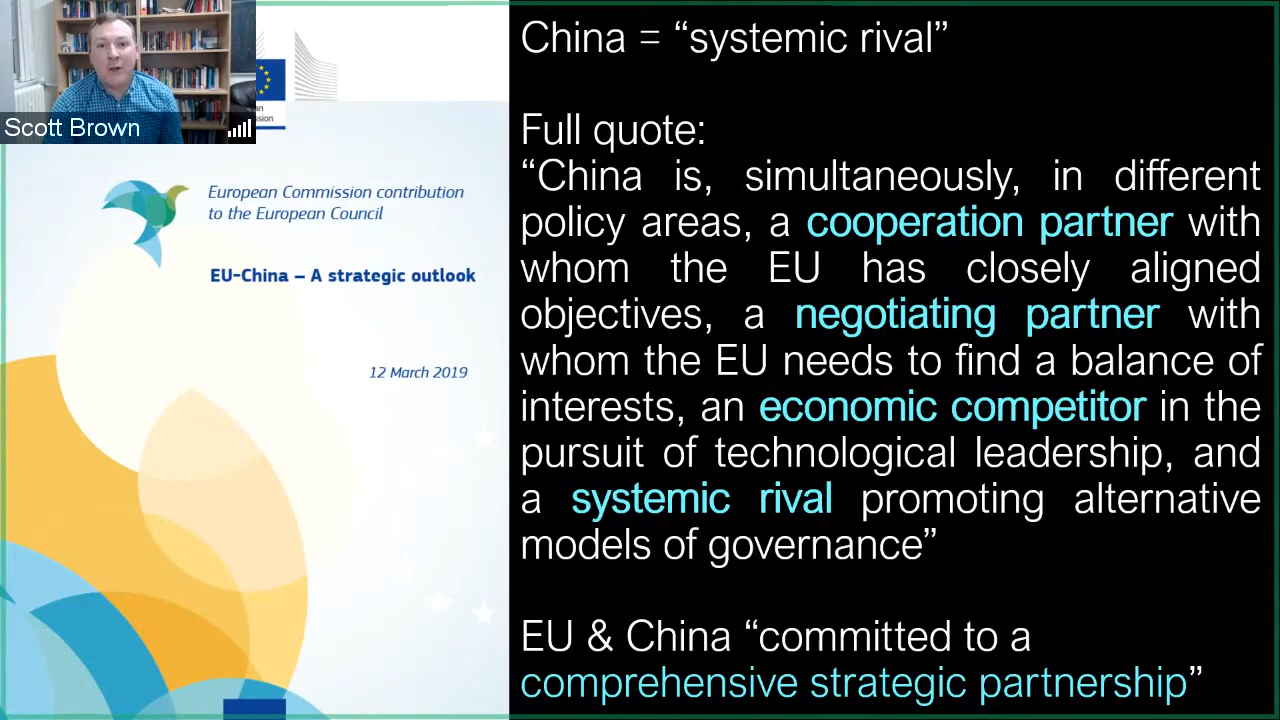 Scott Brown
European Commission contribution
to the European Council
EU-China – A strategic outlook
12 March 2019
China = “systemic rival”
Full quote:
“China is, simultaneously, in different
policy areas, a cooperation partner with
whom the EU has closely aligned
objectives, a negotiating partner with
whom the EU needs to find a balance of
interests, an economic competitor in the
pursuit of technological leadership, and
a systemic rival promoting alternative
models of governance”
EU & China “committed to a
comprehensive strategic partnership”